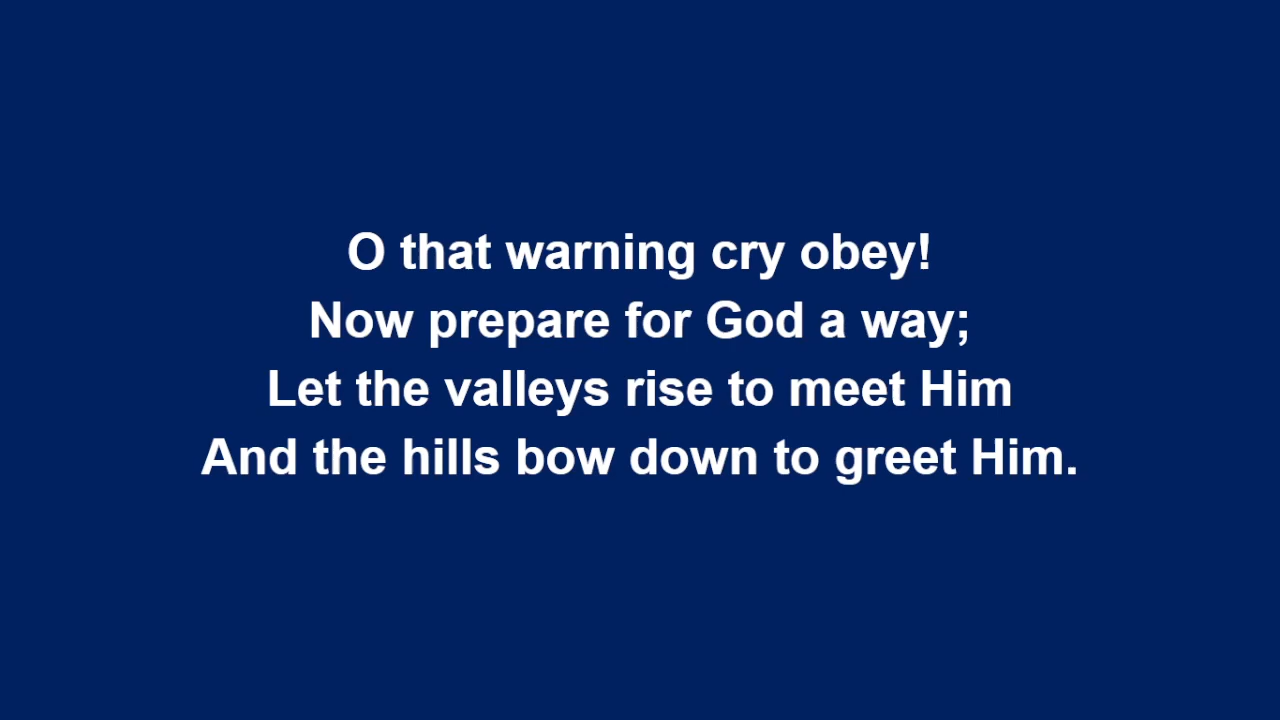 O that warning cry obey!
Now prepare for God a way;
Let the valleys rise to meet Him
And the hills bow down to greet Him.